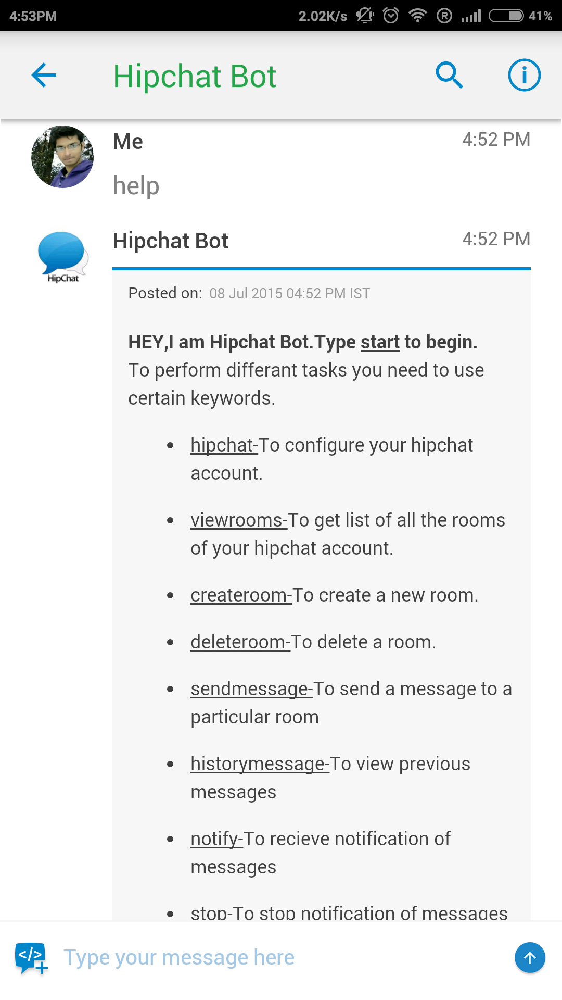 4:53PM 2.02K/s R 41%
Hipchat Bot
Me 4:52 PM
help
Hipchat Bot 4:52 PM
HipChat
Posted on: 08 Jul 2015 04:52 PM IST
HEY,I am Hipchat Bot.Type start to begin.
To perform differant tasks you need to use
certain keywords.
• hipchat-To configure your hipchat
account.
• viewrooms-To get list of all the rooms
of your hipchat account.
• createroom-To create a new room.
• deleteroom-To delete a room.
• sendmessage-To send a message to a
particular room
• historymessage-To view previous
messages
• notify-To recieve notification of
messages
• stop-To stop notification of messages
Type your message here